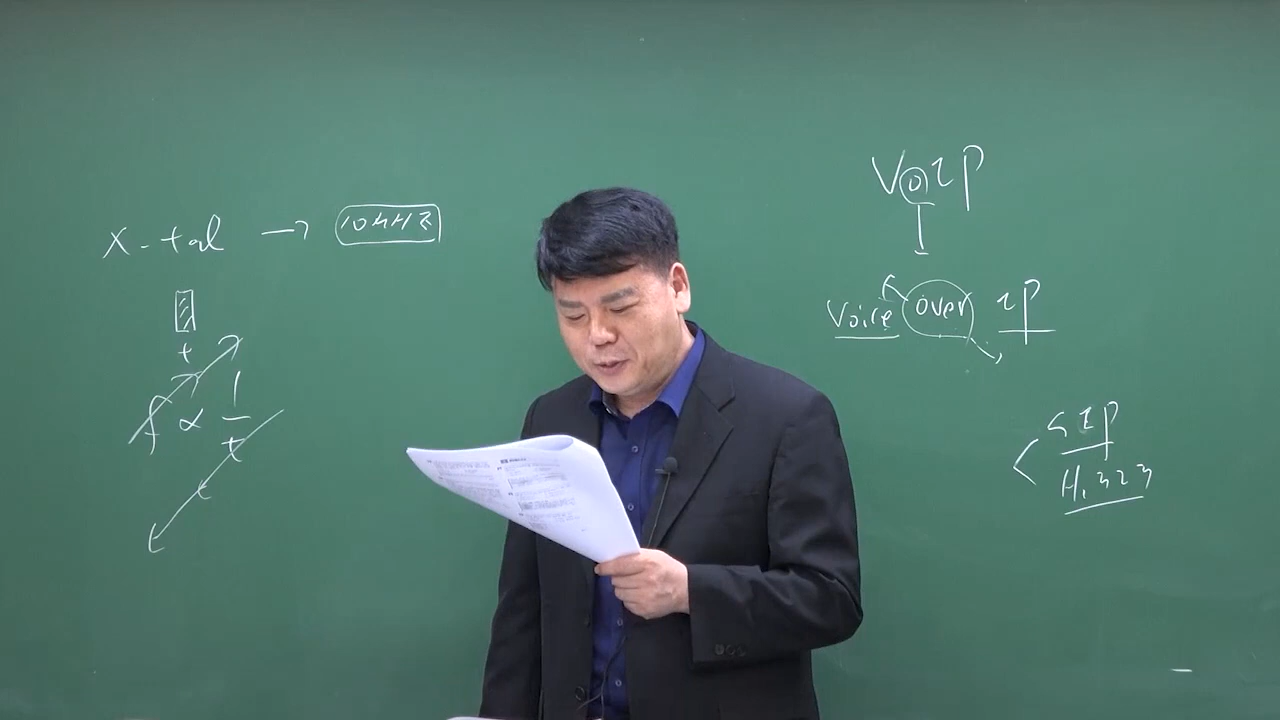 X-tal → 10MHz
t
f ∝ 1/t
VoIP
Voice over IP
SIP
H.323